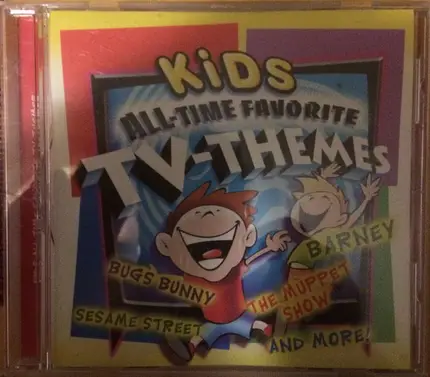 KiDS
ALL-TIME FAVORITE
TV-THEMES
BARNEY
BUGS BUNNY
THE MUPPET
SHOW
SESAME STREET
AND MORE!